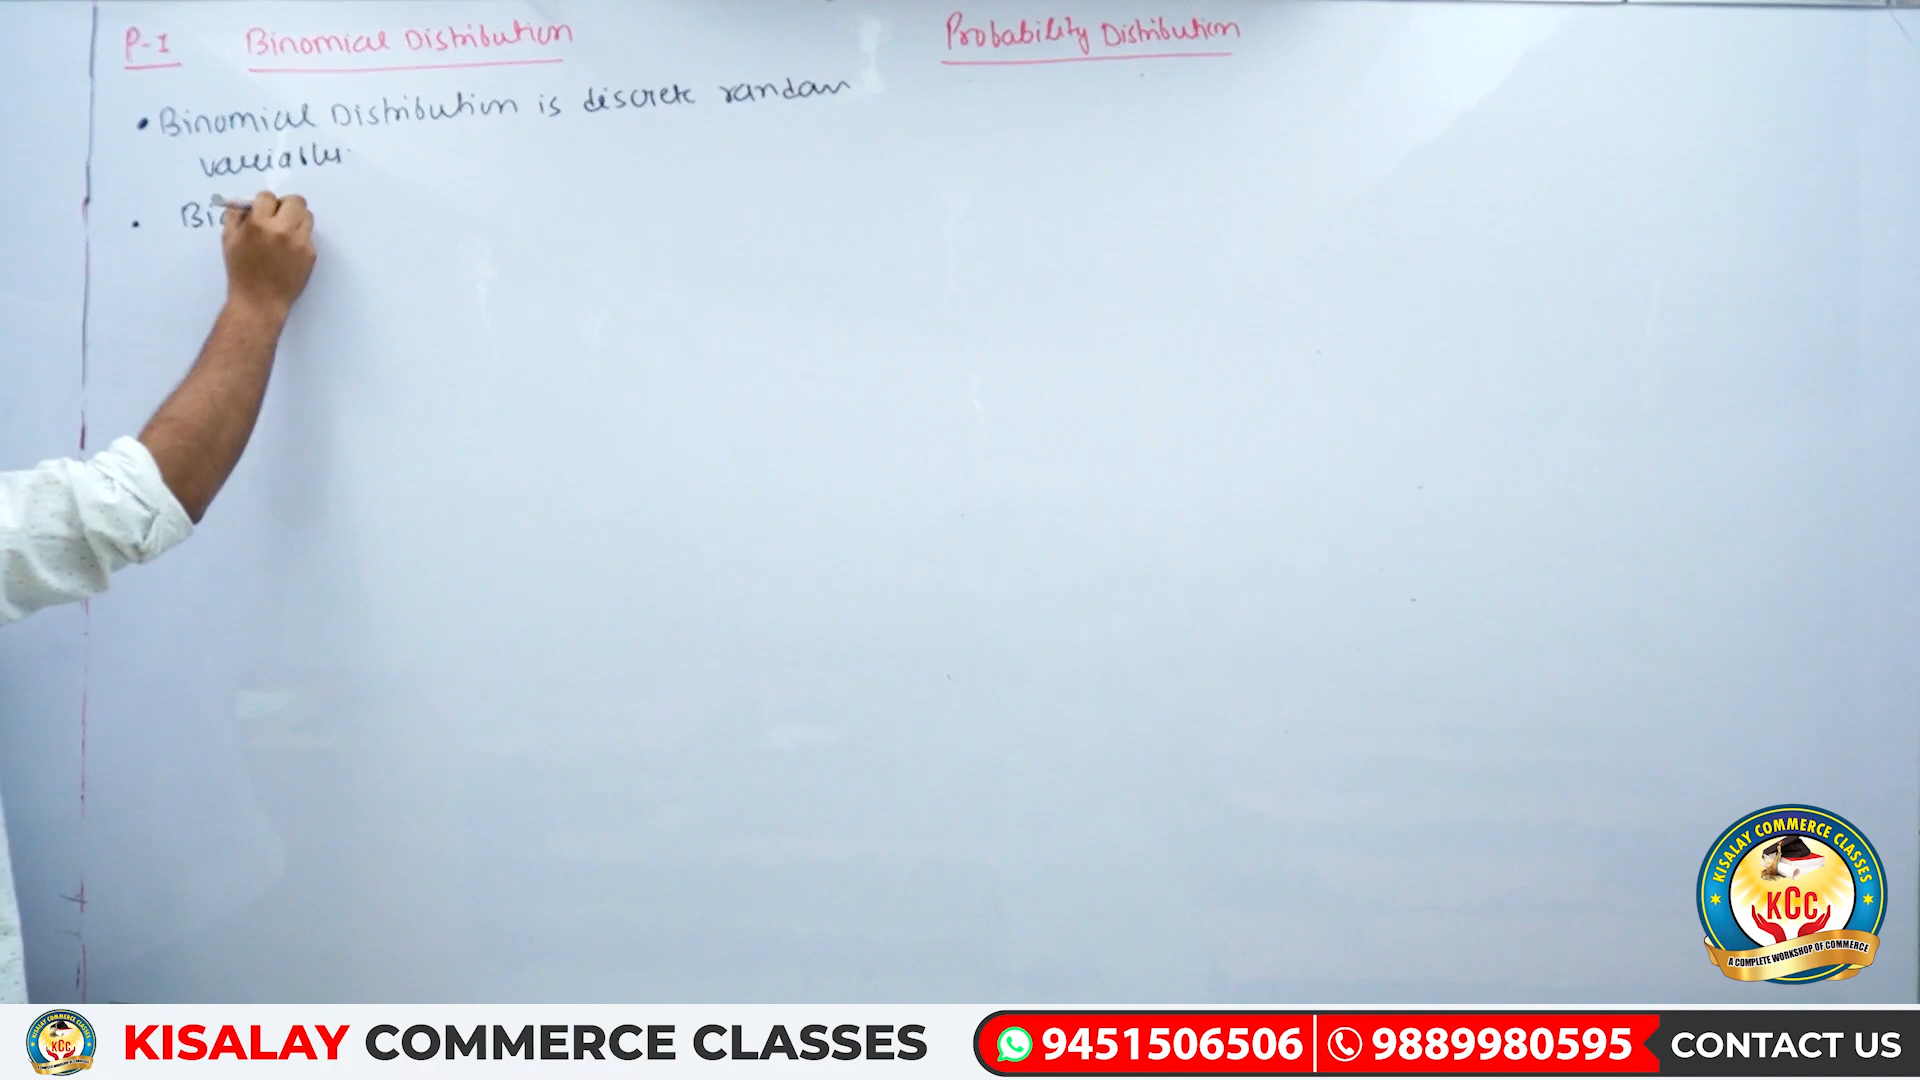 P-I Binomial Distribution
Probability Distribution
• Binomial Distribution is discrete random
variable.
• Bi
KISALAY COMMERCE CLASSES
KCC
A COMPLETE WORKSHOP OF COMMERCE
KISALAY COMMERCE CLASSES
9451506506
9889980595
CONTACT US